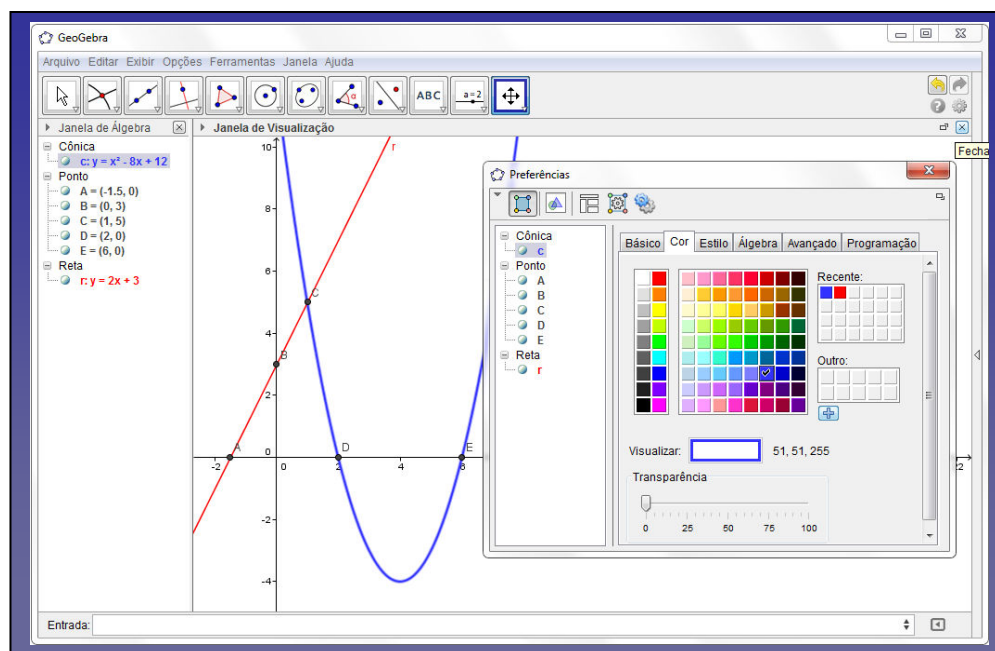 GeoGebra
Arquivo Editar Exibir Opções Ferramentas Janela Ajuda
ABC
a=2
Janela de Álgebra
Janela de Visualização
Fecha
Cônica
c: y = x² - 8x + 12
Ponto
A = (-1.5, 0)
B = (0, 3)
C = (1, 5)
D = (2, 0)
E = (6, 0)
Reta
r: y = 2x + 3
10
8
6
4
2
0
-2
-4
-2 0 2 4 6 22
A
B
C
D
E
r
Preferências
Cônica
c
Ponto
A
B
C
D
E
Reta
r
Básico Cor Estilo Álgebra Avançado Programação
Recente:
Outro:
Visualizar: 51, 51, 255
Transparência
0 25 50 75 100
Entrada: